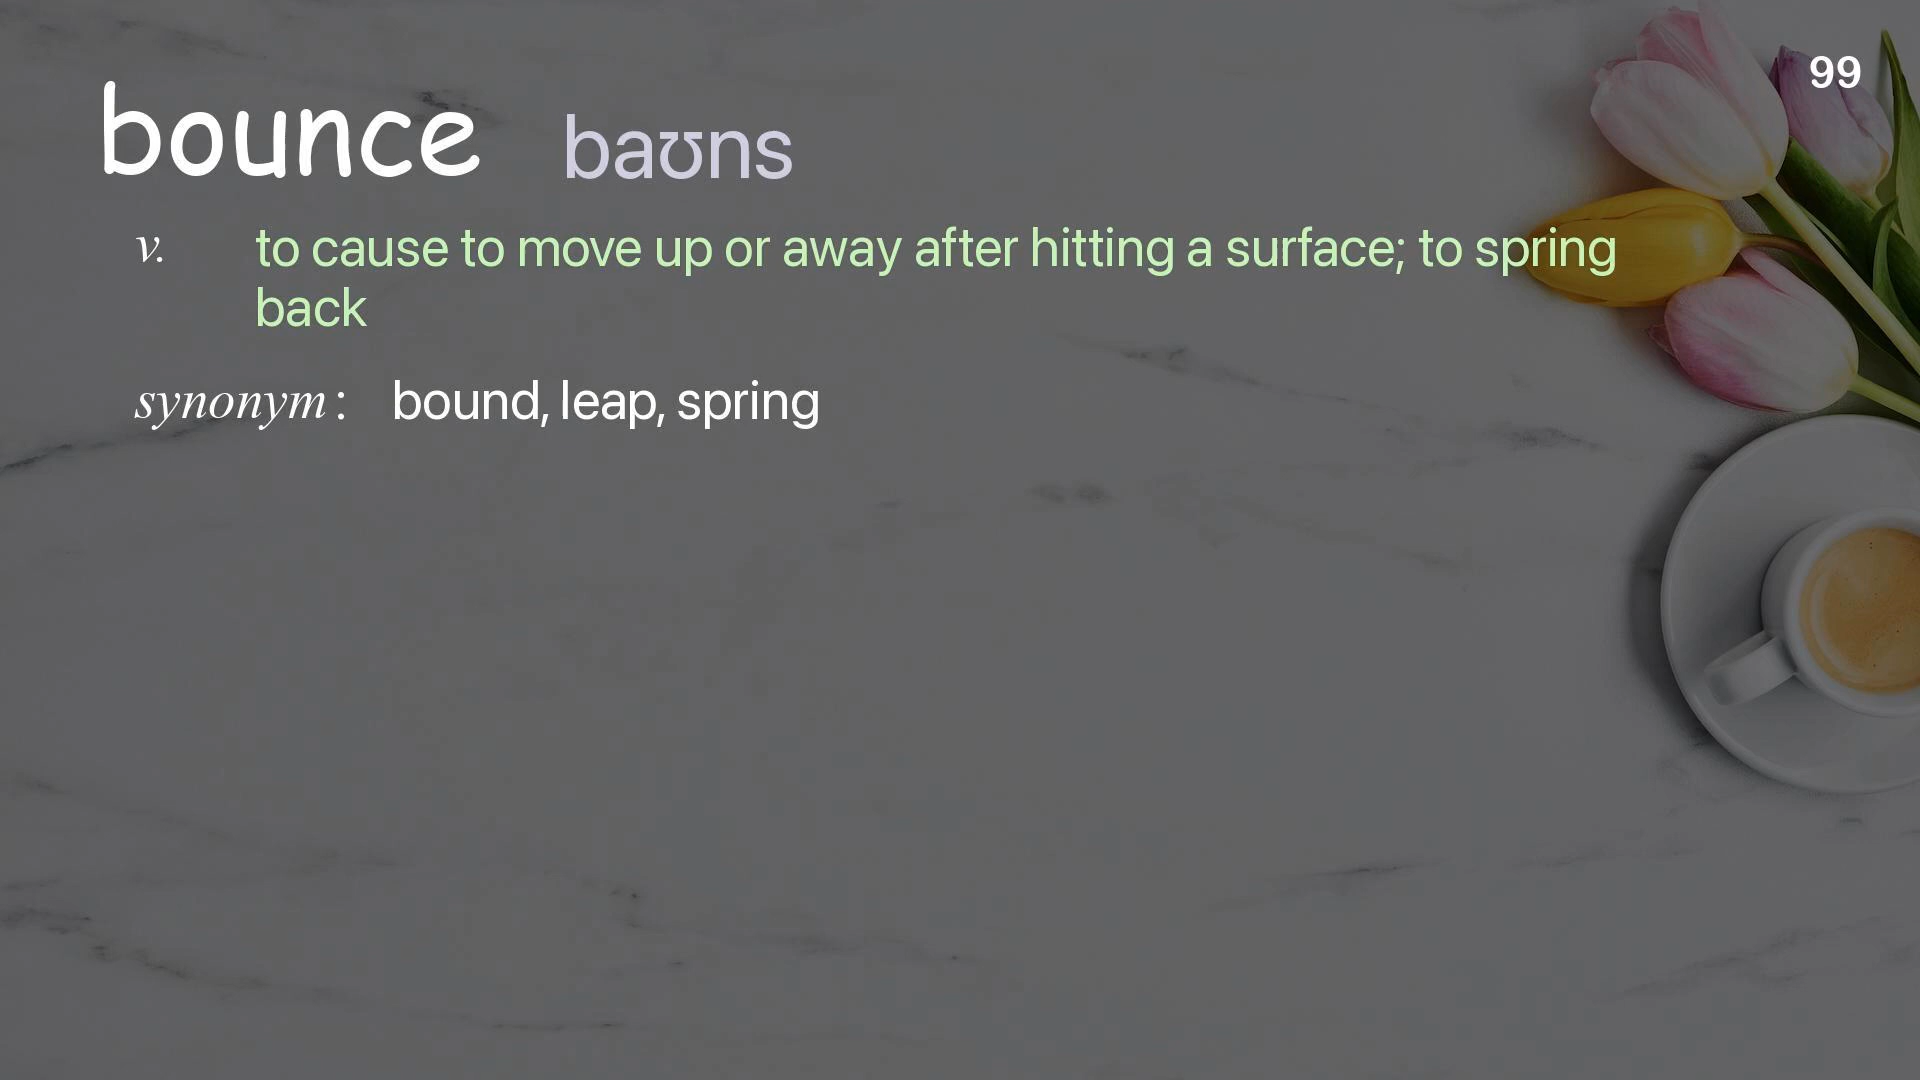 99
bounce baʊns
v. to cause to move up or away after hitting a surface; to spring
back
synonym: bound, leap, spring